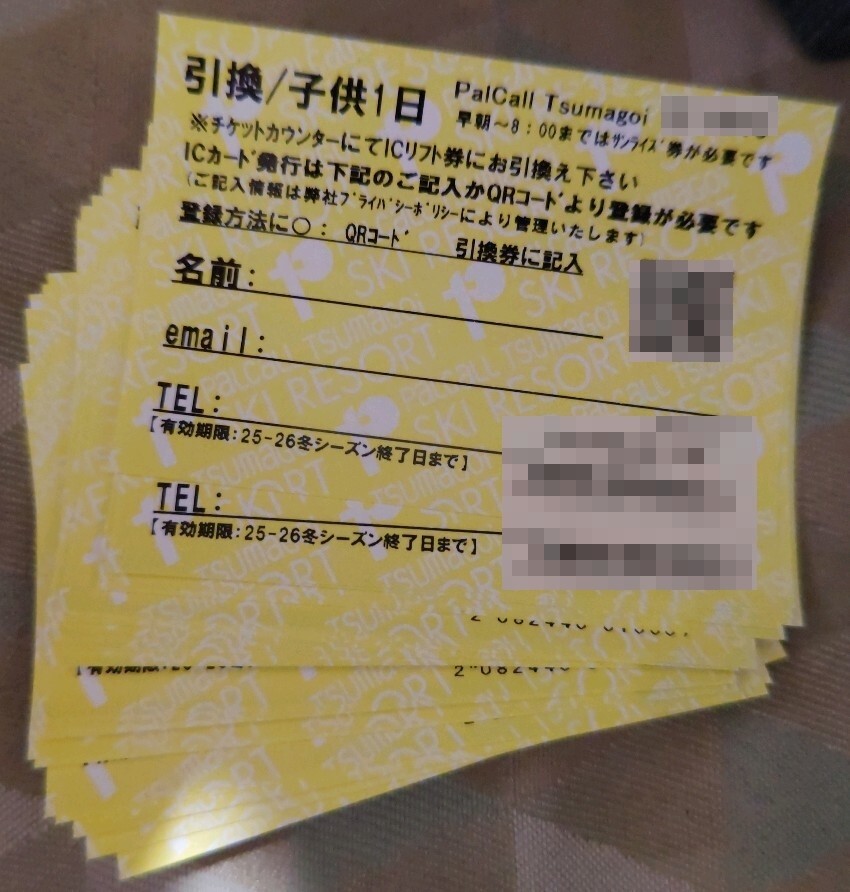 引換/子供1日 PalCall Tsumagoi
早朝~8:00まではサンライズ券が必要です
※チケットカウンターにてICリフト券にお引換え下さい
ICカード発行は下記のご記入かQRコードより登録が必要です
(ご記入情報は弊社プライバシーポリシーにより管理いたします)
登録方法に○: QRコード 引換券に記入
名前:
email:
TEL:
【有効期限:25-26冬シーズン終了日まで】
TEL:
【有効期限:25-26冬シーズン終了日まで】
PALCALL TSUMAGOI
SKI RESORT